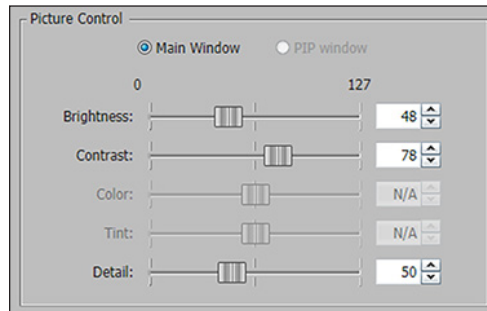 Picture Control
Main Window PIP window
0 127
Brightness: 48
Contrast: 78
Color: N/A
Tint: N/A
Detail: 50